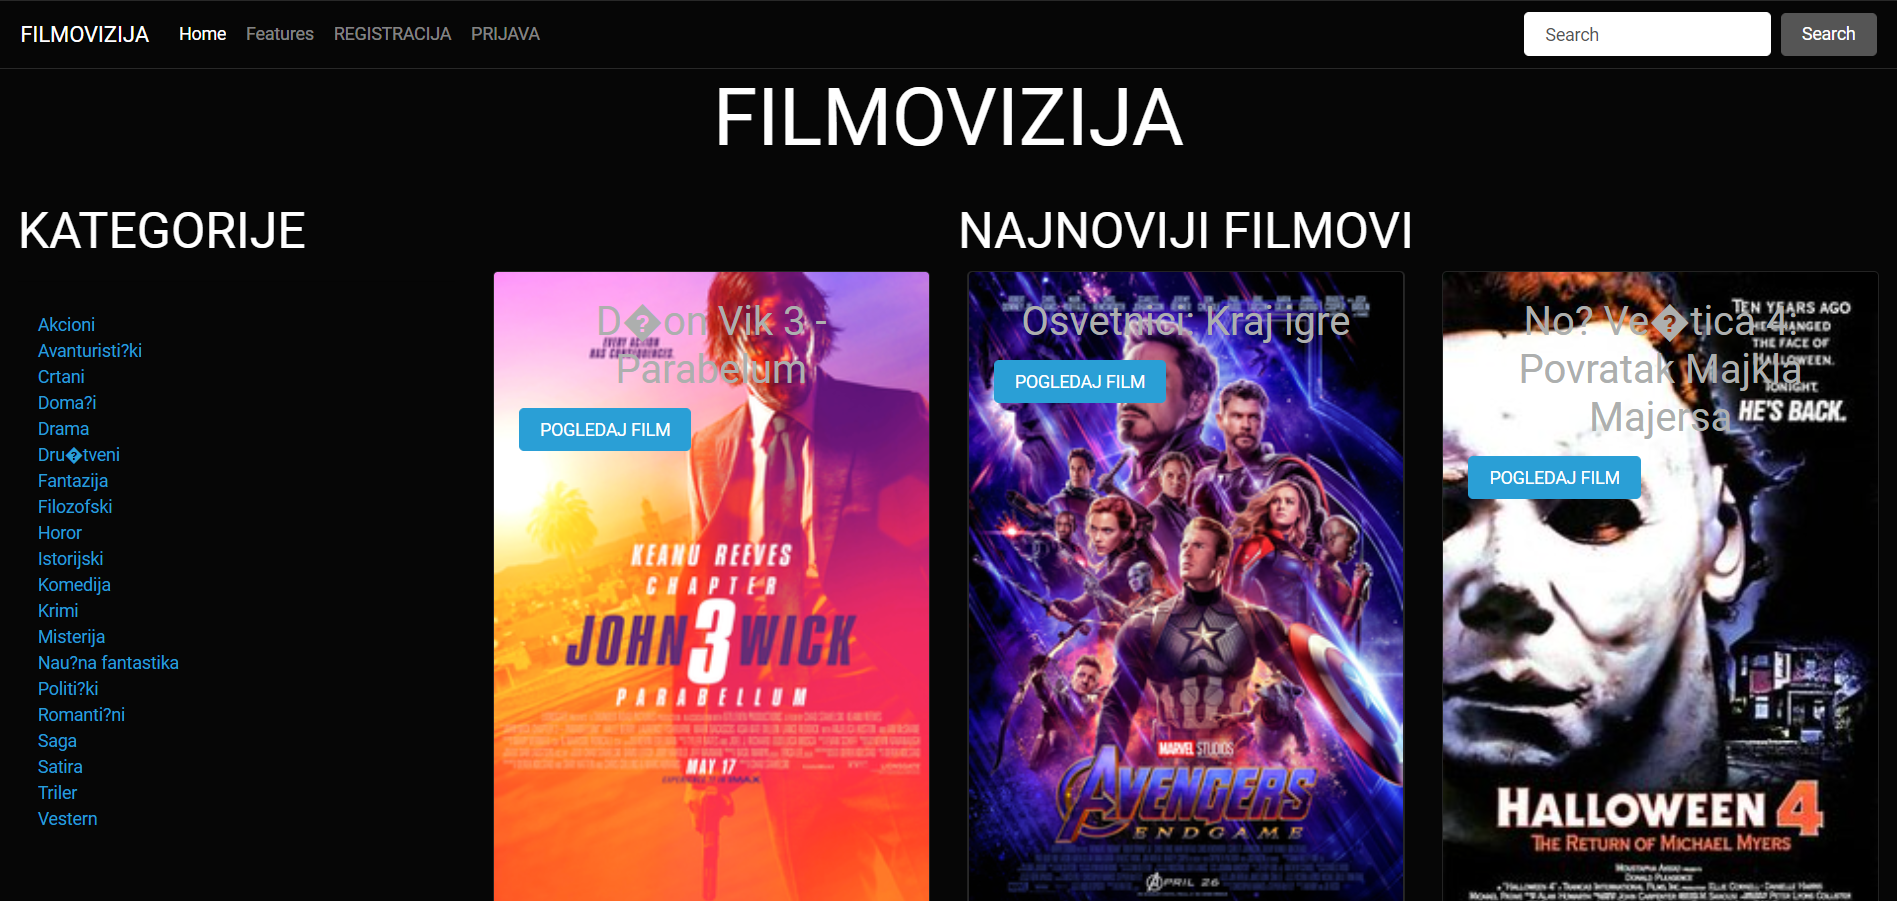 FILMOVIZIJA Home Features REGISTRACIJA PRIJAVA Search Search
FILMOVIZIJA
KATEGORIJE
Akcioni
Avanturisti?ki
Crtani
Doma?i
Drama
Dru�tveni
Fantazija
Filozofski
Horor
Istorijski
Komedija
Krimi
Misterija
Nau?na fantastika
Politi?ki
Romanti?ni
Saga
Satira
Triler
Vestern
NAJNOVIJI FILMOVI
D�on Vik 3 -
Parabelum
EVERY ACTION
HAS CONSEQUENCES.
POGLEDAJ FILM
KEANU REEVES
CHAPTER
JOHN 3 WICK
PARABELLUM
MAY 17
Osvetnici: Kraj igre
POGLEDAJ FILM
MARVEL STUDIOS
AVENGERS
ENDGAME
APRIL 26
No? Ve�tica 4:
Povratak Majkla
Majersa
POGLEDAJ FILM
TEN YEARS AGO
HE CHANGED
THE FACE OF
HALLOWEEN.
TONIGHT
HE'S BACK.
HALLOWEEN 4
THE RETURN OF MICHAEL MYERS
MOUSTAPHA AKKAD
DONALD PLEASENCE